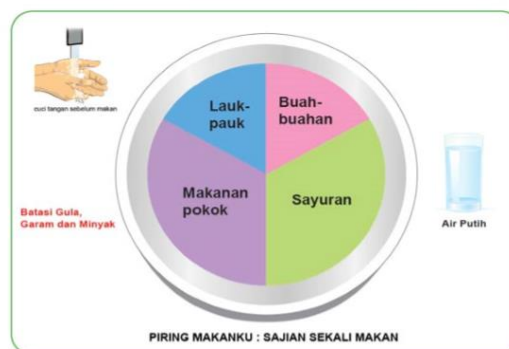 cuci tangan sebelum makan
Lauk-
pauk
Buah-
buahan
Makanan
pokok
Sayuran
Batasi Gula,
Garam dan Minyak
Air Putih
PIRING MAKANKU : SAJIAN SEKALI MAKAN